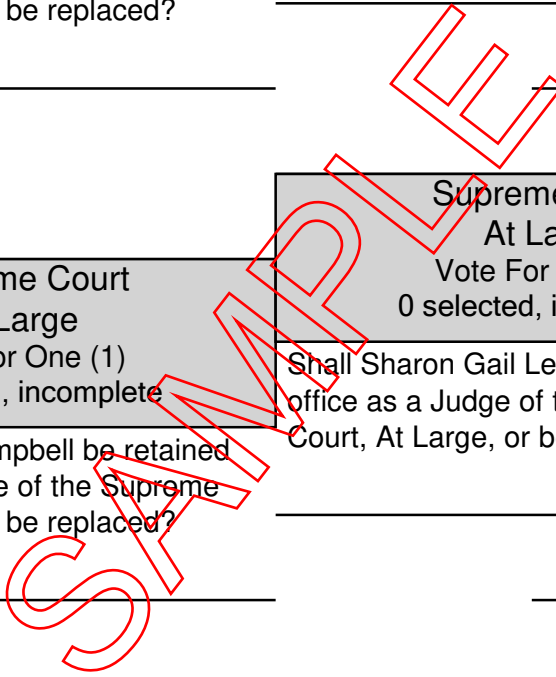 be replaced?
me Court
Large
or One (1)
, incomplete
mpbell be retained
e of the Supreme
be replaced?
Supreme
At La
Vote For
0 selected, i
Shall Sharon Gail Le
office as a Judge of t
Court, At Large, or b
SAMPLE